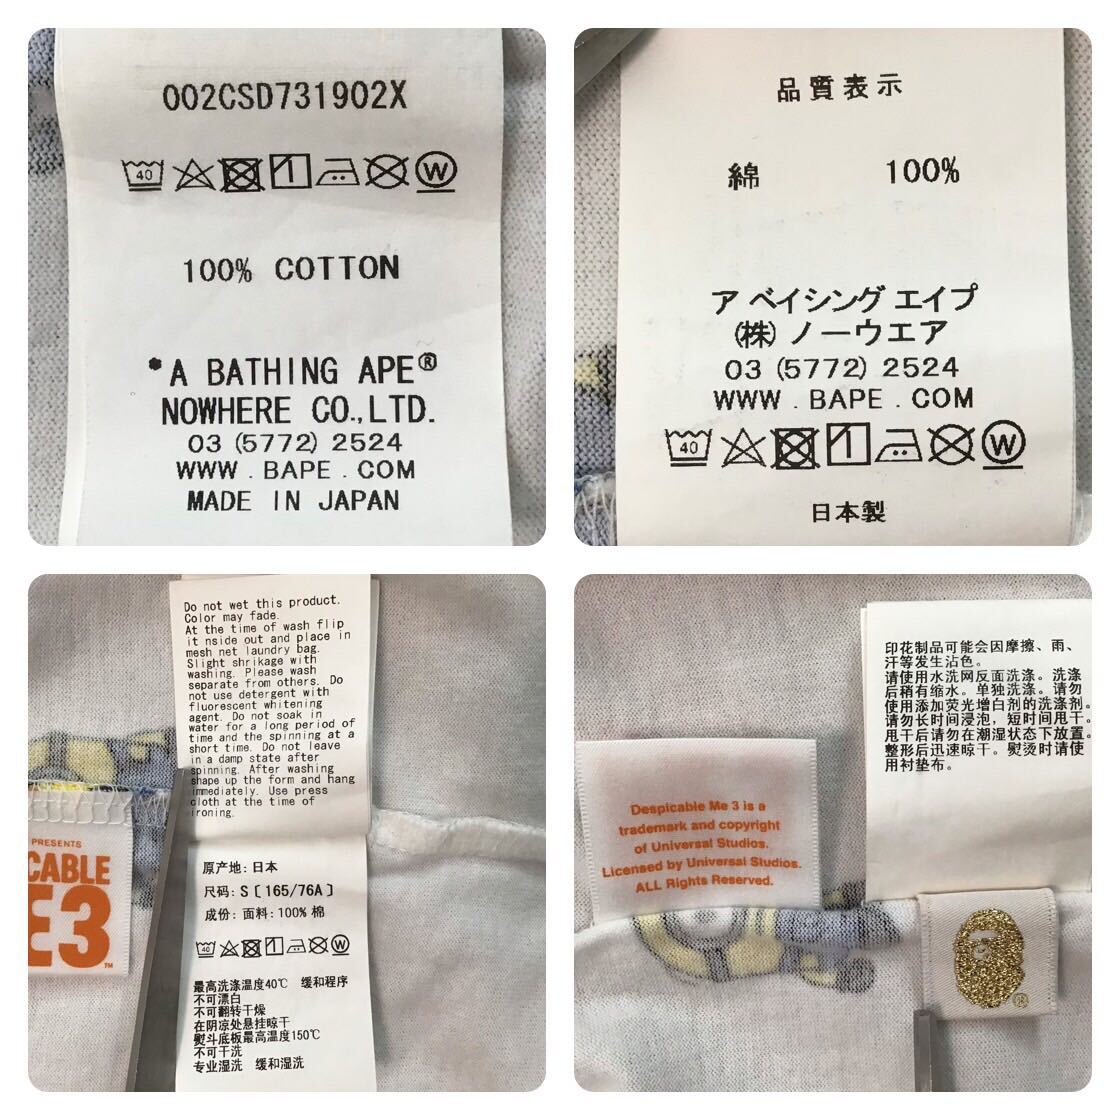 002CSD731902X
40 W
100% COTTON
*A BATHING APE®
NOWHERE CO.,LTD.
03 (5772) 2524
WWW . BAPE . COM
MADE IN JAPAN
品質表示
綿 100%
ア ベイシング エイプ
(株) ノーウエア
03 (5772) 2524
WWW . BAPE . COM
40 W
日本製
Do not wet this product.
Color may fade.
At the time of wash flip
it nside out and place in
mesh net laundry bag.
Slight shrikage with
washing. Please wash
separate from others. Do
not use detergent with
fluorescent whitening
agent. Do not soak in
water for a long period of
time and the spinning at a
short time. Do not leave
in a damp state after
spinning. After washing
shape up the form and hang
immediately. Use press
cloth at the time of
ironing.
PRESENTS
CABLE
E3
™
原产地: 日本
尺码: S [165/76A]
成份: 面料: 100% 棉
40 W
最高洗涤温度40℃ 缓和程序
不可漂白
不可翻转干燥
在阴凉处悬挂晾干
熨斗底板最高温度150℃
不可干洗
专业湿洗 缓和湿洗
印花制品可能会因摩擦、雨、
汗等发生沾色。
请使用水洗网反面洗涤。洗涤
后稍有缩水。单独洗涤。请勿
使用添加荧光增白剂的洗涤剂。
请勿长时间浸泡，短时间甩干。
甩干后请勿在潮湿状态下放置。
整形后迅速晾干。熨烫时请使
用衬垫布。
Despicable Me 3 is a
trademark and copyright
of Universal Studios.
Licensed by Universal Studios.
ALL Rights Reserved.
®